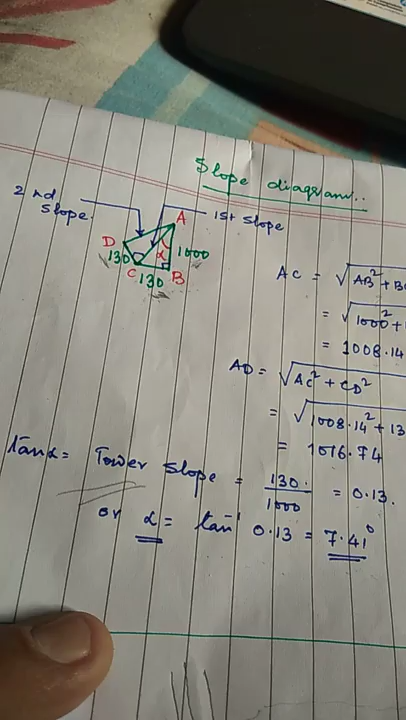 Slope diagram..
2nd
slope.
1st slope
A
D
130
α
1000
C
B
130
AC = √AB² + B
= √1000² +
= 1008.14
AD = √AC² + CD²
= √1008.14² + 13
= 1016.74
Tanα = Tower Slope = 130/1000 = 0.13.
or α = tan⁻¹ 0.13 = 7.41°